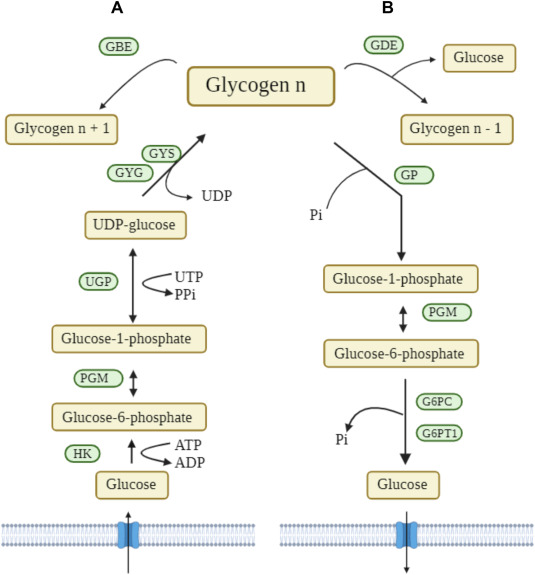 A
B
GBE
GDE
Glucose
Glycogen n
Glycogen n + 1
Glycogen n - 1
GYS
GYG
UDP
GP
Pi
UDP-glucose
UGP
UTP
PPi
Glucose-1-phosphate
Glucose-1-phosphate
PGM
PGM
Glucose-6-phosphate
Glucose-6-phosphate
HK
ATP
ADP
G6PC
Pi
G6PT1
Glucose
Glucose